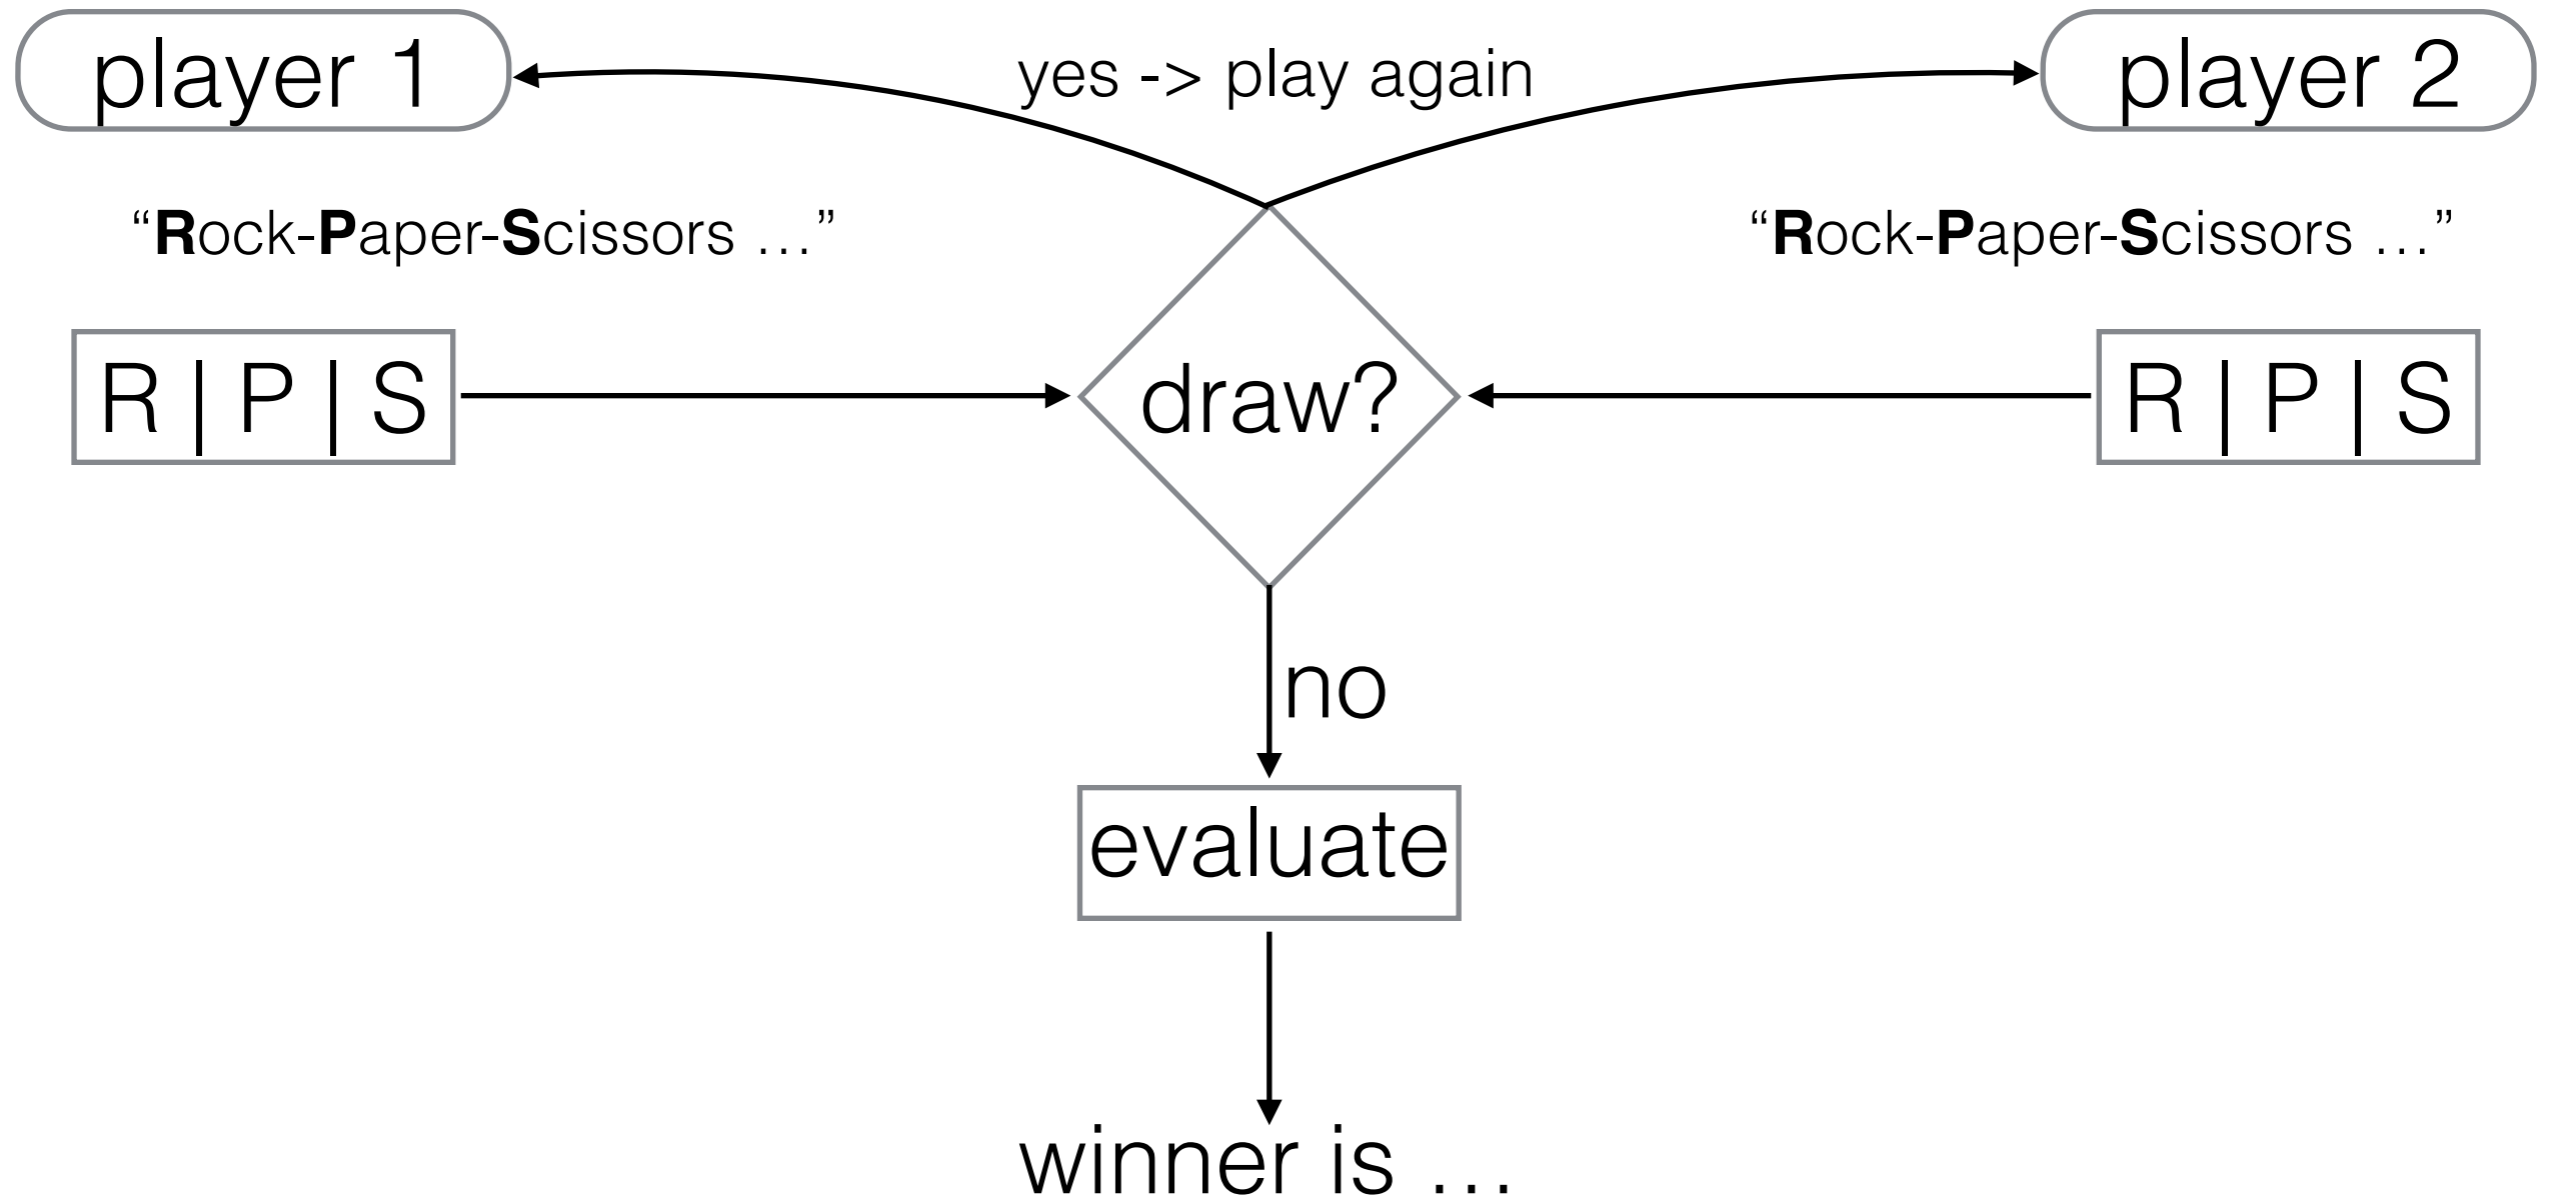 player 1
yes -> play again
player 2
“Rock-Paper-Scissors …”
“Rock-Paper-Scissors …”
R | P | S
draw?
R | P | S
no
evaluate
winner is …